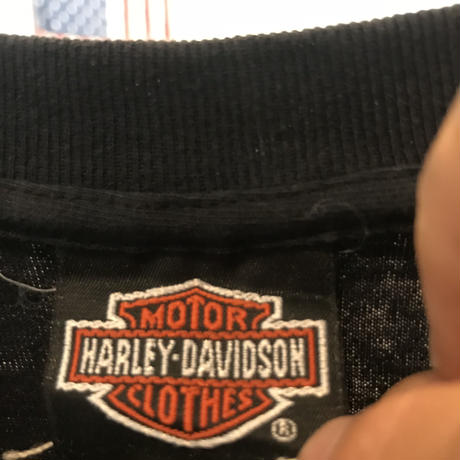 MOTOR
HARLEY-DAVIDSON
CLOTHES
®